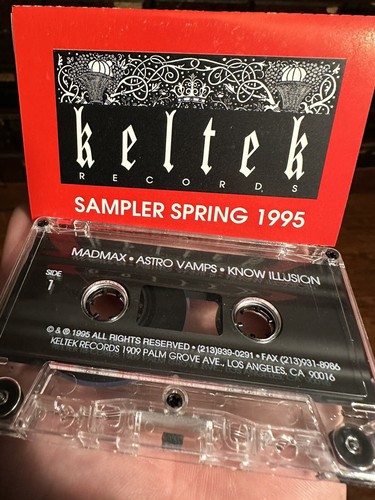 keltek
RECORDS
SAMPLER SPRING 1995
MADMAX • ASTRO VAMPS • KNOW ILLUSION
SIDE
1
© & ℗ 1995 ALL RIGHTS RESERVED • (213)939-0291 • FAX (213)931-8986
KELTEK RECORDS 1909 PALM GROVE AVE., LOS ANGELES, CA 90016